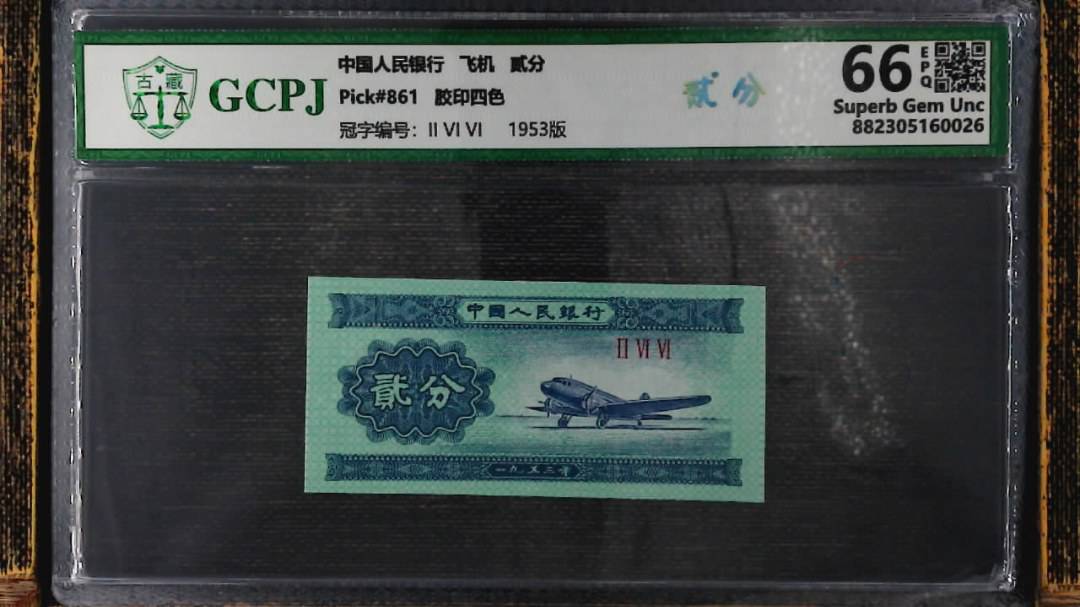 古藏
GCPJ
中国人民银行 飞机 贰分
Pick#861 胶印四色
冠字编号：II VI VI 1953版
贰分
66 EPQ
Superb Gem Unc
882305160026
中國人民銀行
II VI VI
貳分
一九五三年